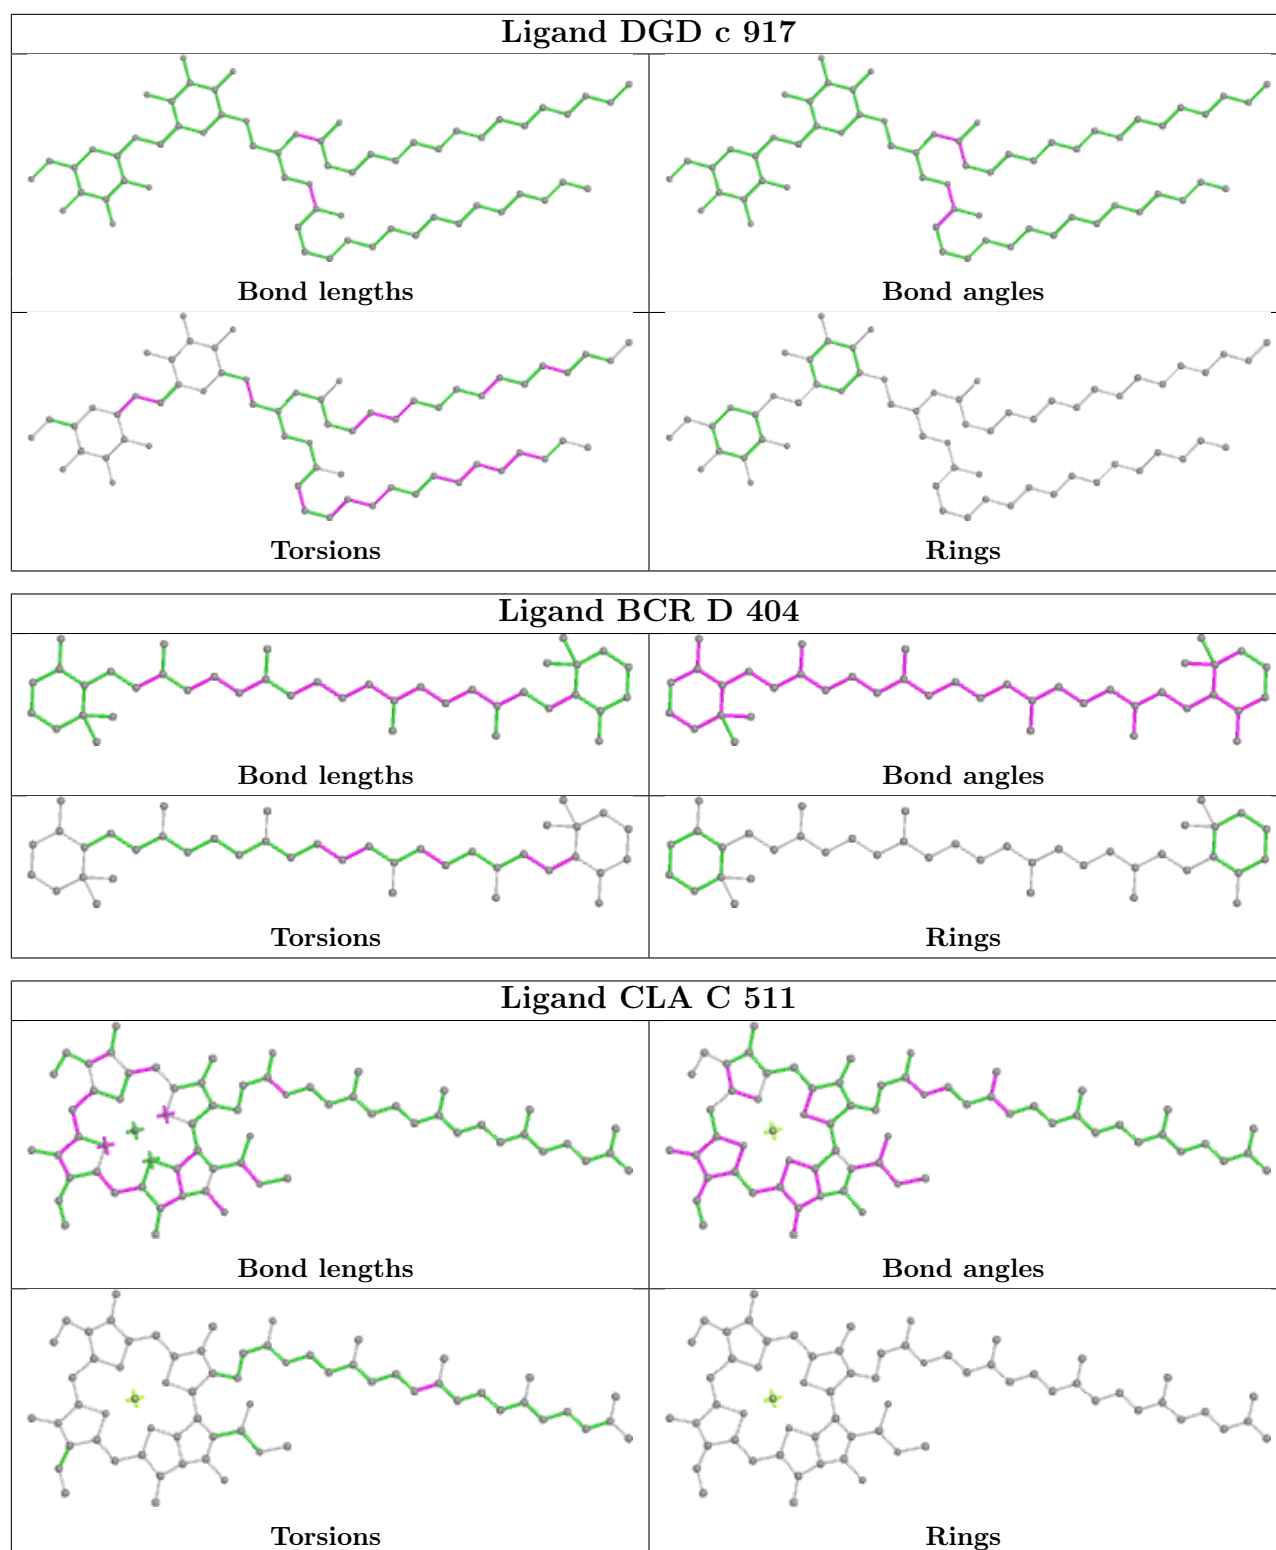 Ligand DGD c 917
Bond lengths
Bond angles
Torsions
Rings
Ligand BCR D 404
Bond lengths
Bond angles
Torsions
Rings
Ligand CLA C 511
Bond lengths
Bond angles
Torsions
Rings